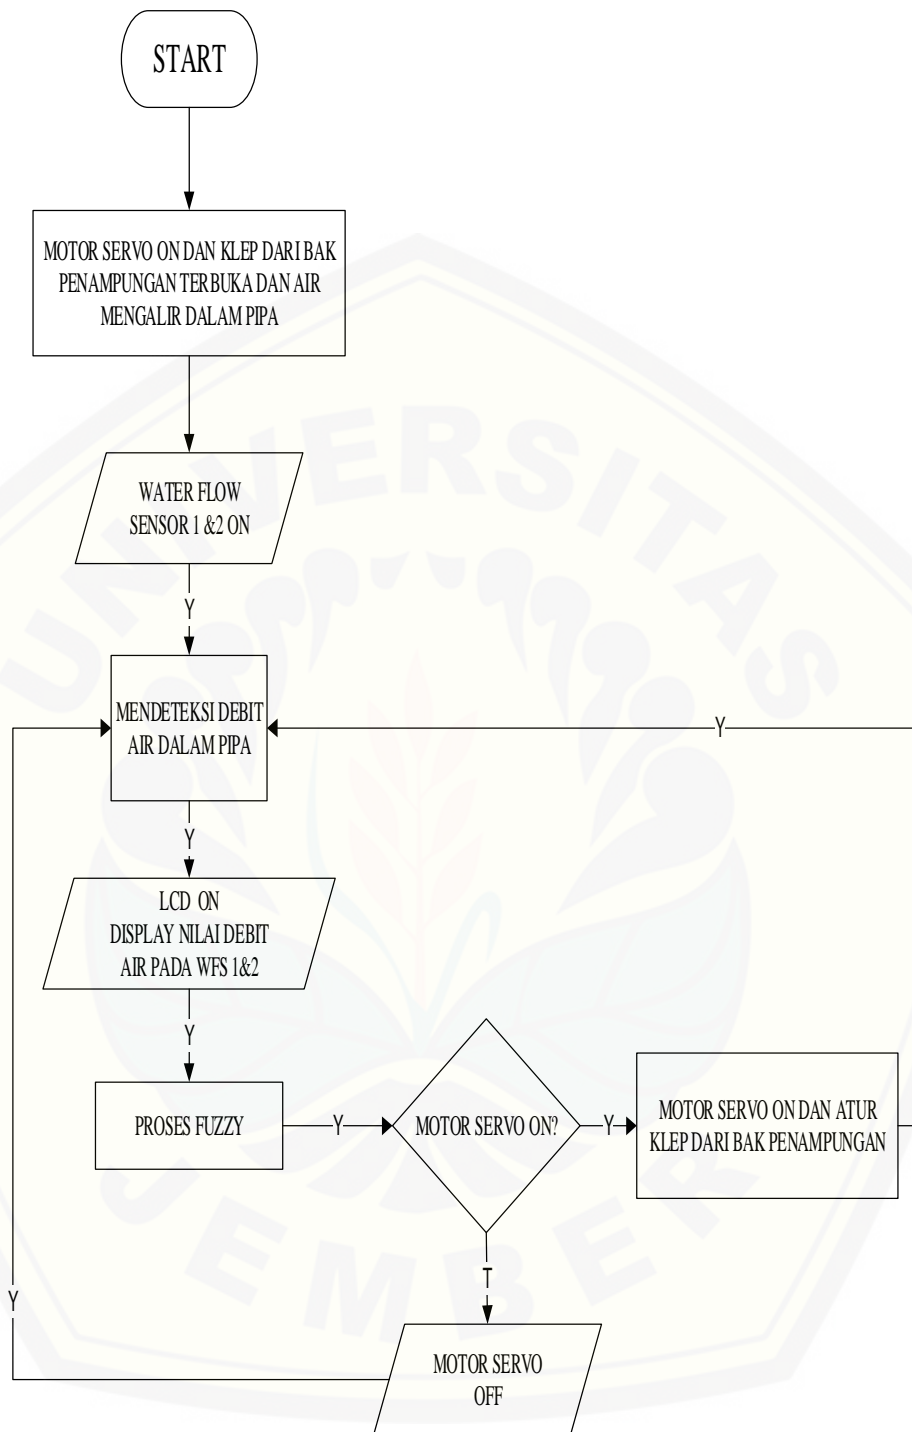 START
MOTOR SERVO ON DAN KLEP DARI BAK
PENAMPUNGAN TERBUKA DAN AIR
MENGALIR DALAM PIPA
WATER FLOW
SENSOR 1 &2 ON
Y
MENDETEKSI DEBIT
AIR DALAM PIPA
Y
Y
LCD ON
DISPLAY NILAI DEBIT
AIR PADA WFS 1&2
Y
PROSES FUZZY
Y
MOTOR SERVO ON?
Y
MOTOR SERVO ON DAN ATUR
KLEP DARI BAK PENAMPUNGAN
T
Y
MOTOR SERVO
OFF
UNIVERSITAS
JEMBER